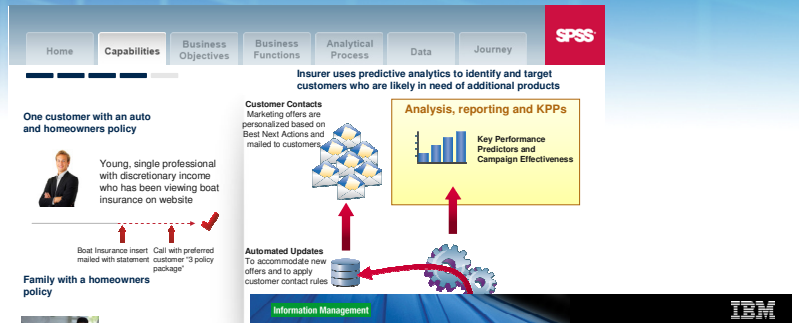 SPSS
Home
Capabilities
Business
Objectives
Business
Functions
Analytical
Process
Data
Journey
Insurer uses predictive analytics to identify and target
customers who are likely in need of additional products
One customer with an auto
and homeowners policy
Young, single professional
with discretionary income
who has been viewing boat
insurance on website
Boat Insurance insert
mailed with statement
Call with preferred
customer "3 policy
package"
Family with a homeowners
policy
Customer Contacts
Marketing offers are
personalized based on
Best Next Actions and
mailed to customers
Analysis, reporting and KPPs
Key Performance
Predictors and
Campaign Effectiveness
Automated Updates
To accommodate new
offers and to apply
customer contact rules
Information Management
IBM